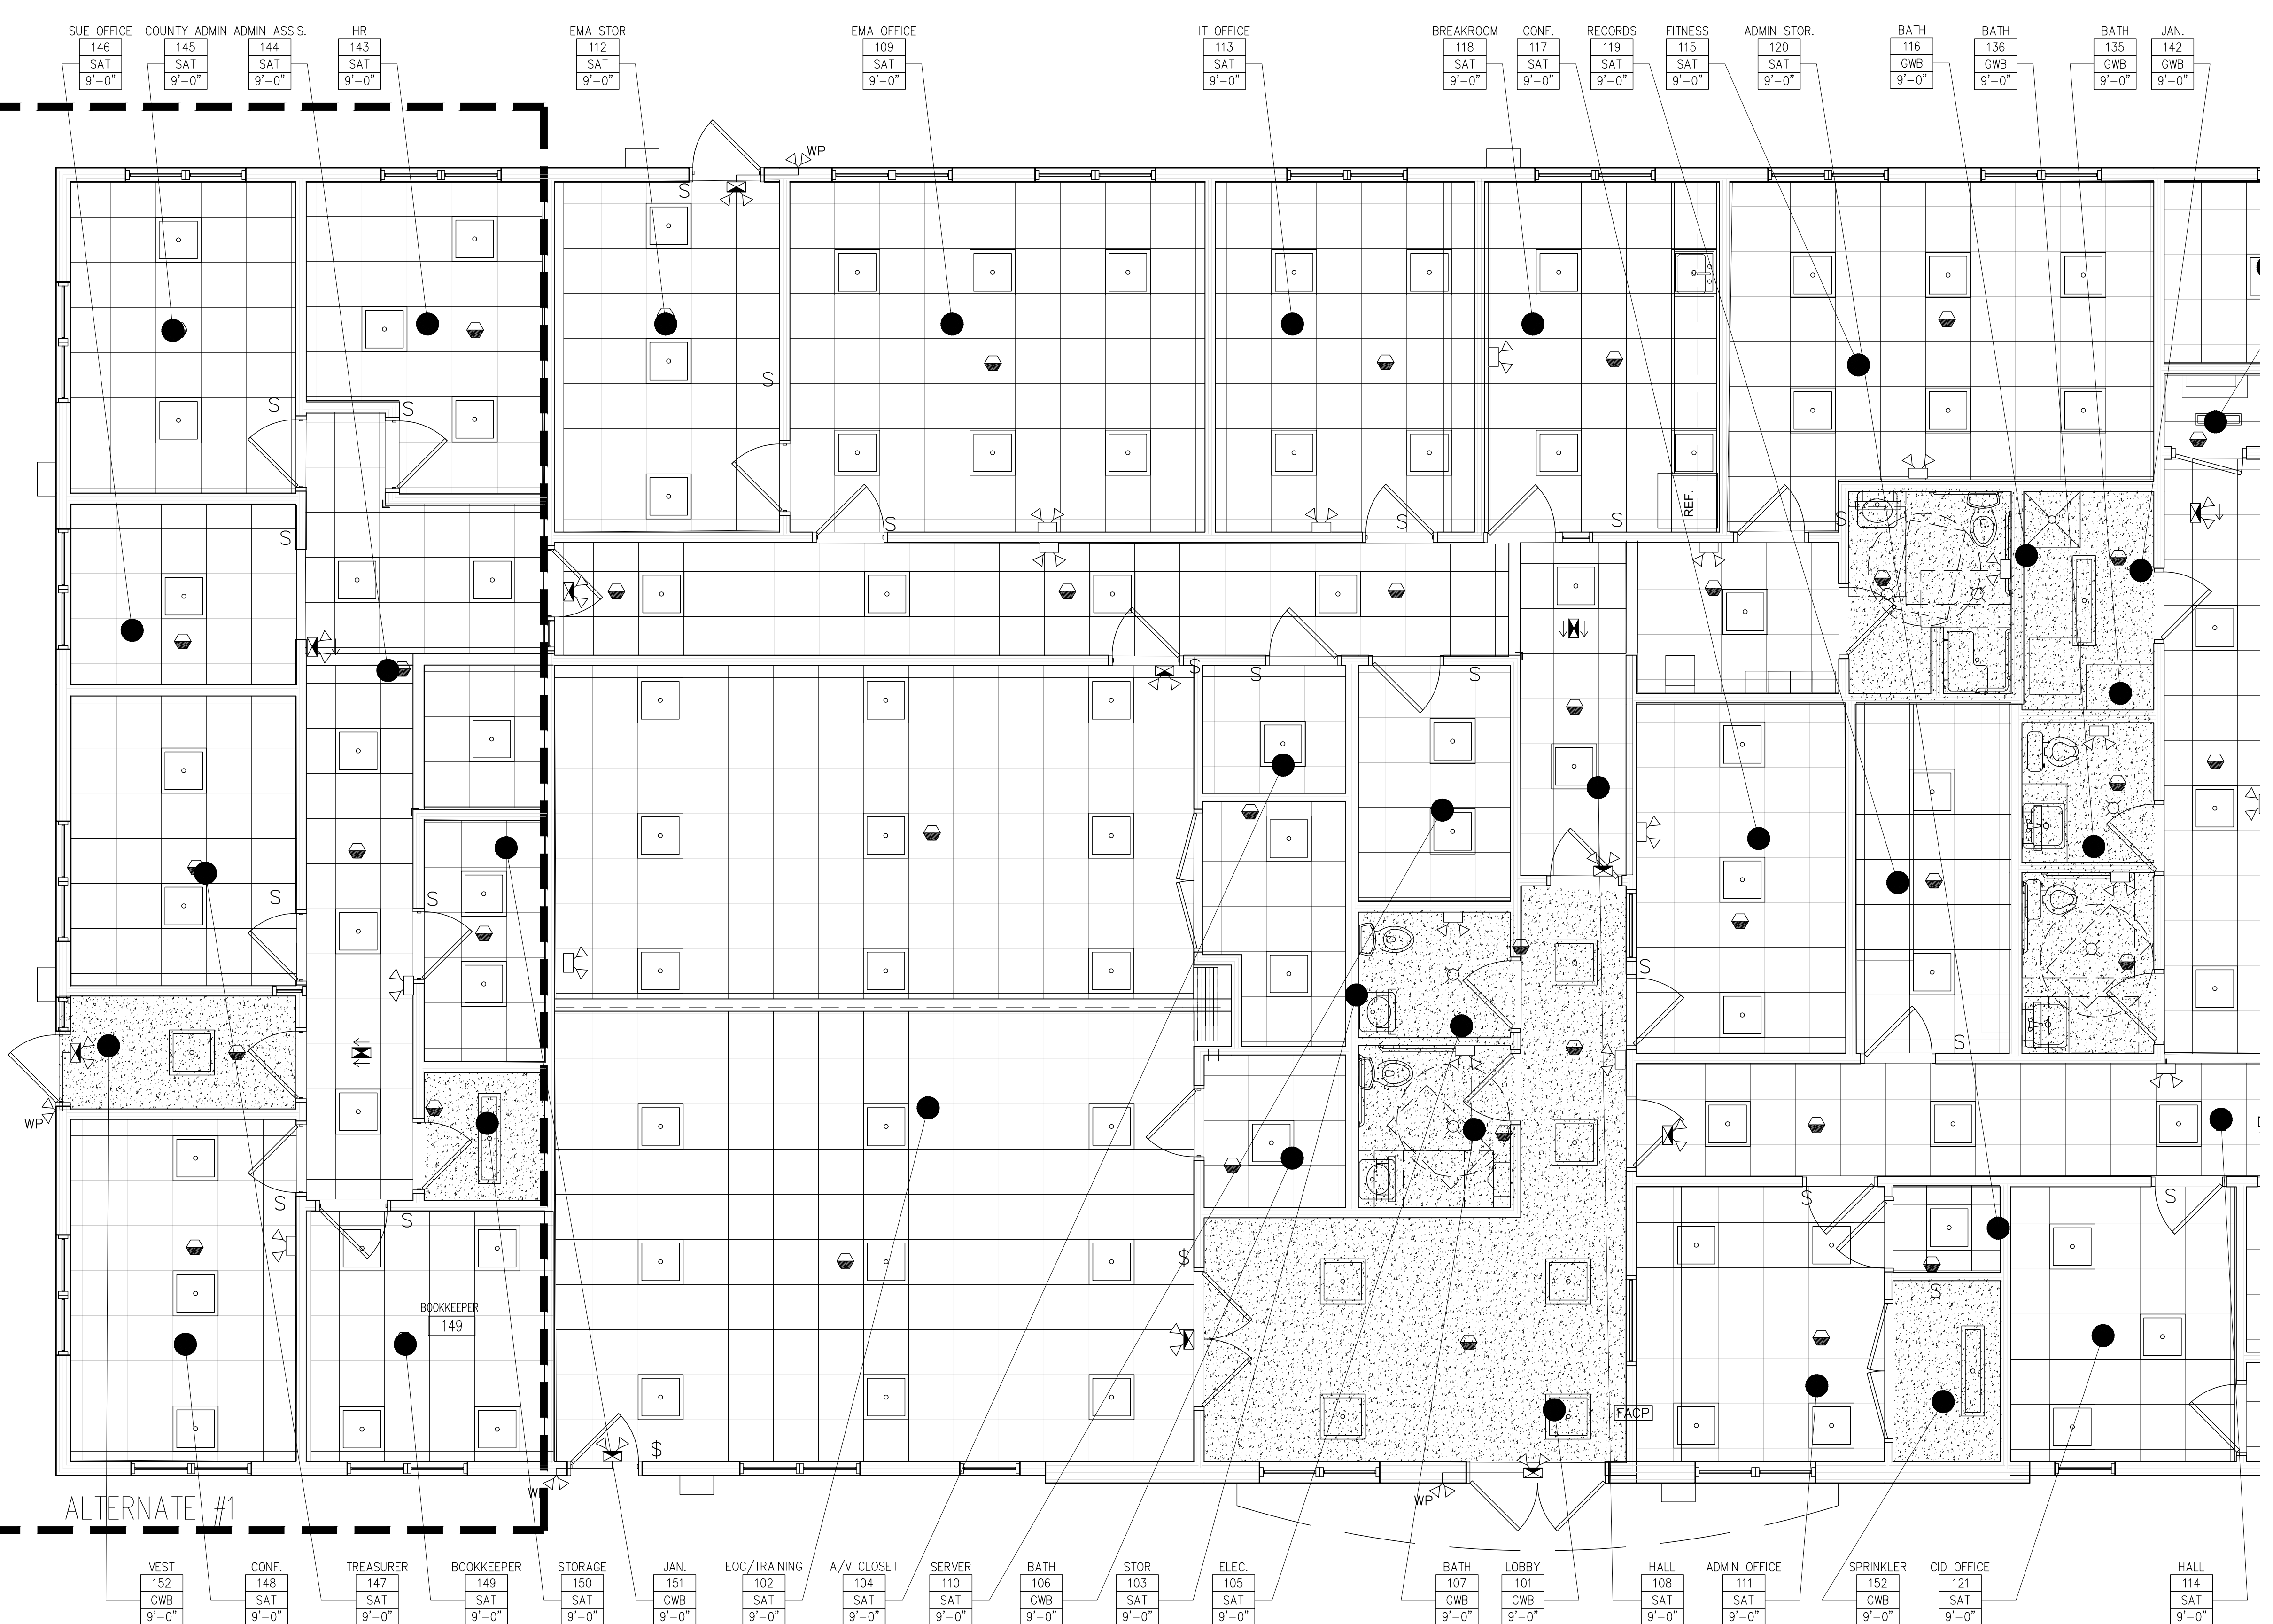 SUE OFFICE
146
SAT
9'-0"
COUNTY ADMIN
145
SAT
9'-0"
ADMIN ASSIS.
144
SAT
9'-0"
HR
143
SAT
9'-0"
EMA STOR
112
SAT
9'-0"
EMA OFFICE
109
SAT
9'-0"
IT OFFICE
113
SAT
9'-0"
BREAKROOM
118
SAT
9'-0"
CONF.
117
SAT
9'-0"
RECORDS
119
SAT
9'-0"
FITNESS
115
SAT
9'-0"
ADMIN STOR.
120
SAT
9'-0"
BATH
116
GWB
9'-0"
BATH
136
GWB
9'-0"
BATH
135
GWB
9'-0"
JAN.
142
GWB
9'-0"
WP
S
S
S
S
S
S
S
S
S
REF.
S
$
S
S
S
S
S
S
WP
S
S
$
S
S
S
BOOKKEEPER
149
FACP
$
WP
ALTERNATE #1
VEST
152
GWB
9'-0"
CONF.
148
SAT
9'-0"
TREASURER
147
SAT
9'-0"
BOOKKEEPER
149
SAT
9'-0"
STORAGE
150
SAT
9'-0"
JAN.
151
GWB
9'-0"
EOC/TRAINING
102
SAT
9'-0"
A/V CLOSET
104
SAT
9'-0"
SERVER
110
SAT
9'-0"
BATH
106
GWB
9'-0"
STOR
103
SAT
9'-0"
ELEC.
105
SAT
9'-0"
BATH
107
GWB
9'-0"
LOBBY
101
GWB
9'-0"
HALL
108
SAT
9'-0"
ADMIN OFFICE
111
SAT
9'-0"
SPRINKLER
152
GWB
9'-0"
CID OFFICE
121
SAT
9'-0"
HALL
114
SAT
9'-0"